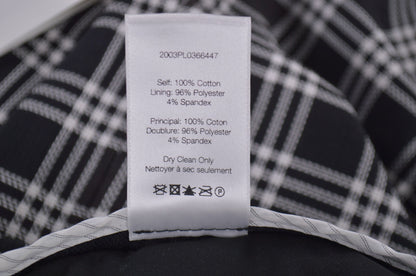 2003PL0366447
Self: 100% Cotton
Lining: 96% Polyester
4% Spandex
Principal: 100% Coton
Doublure: 96% Polyester
4% Spandex
Dry Clean Only
Nettoyer à sec seulement
P